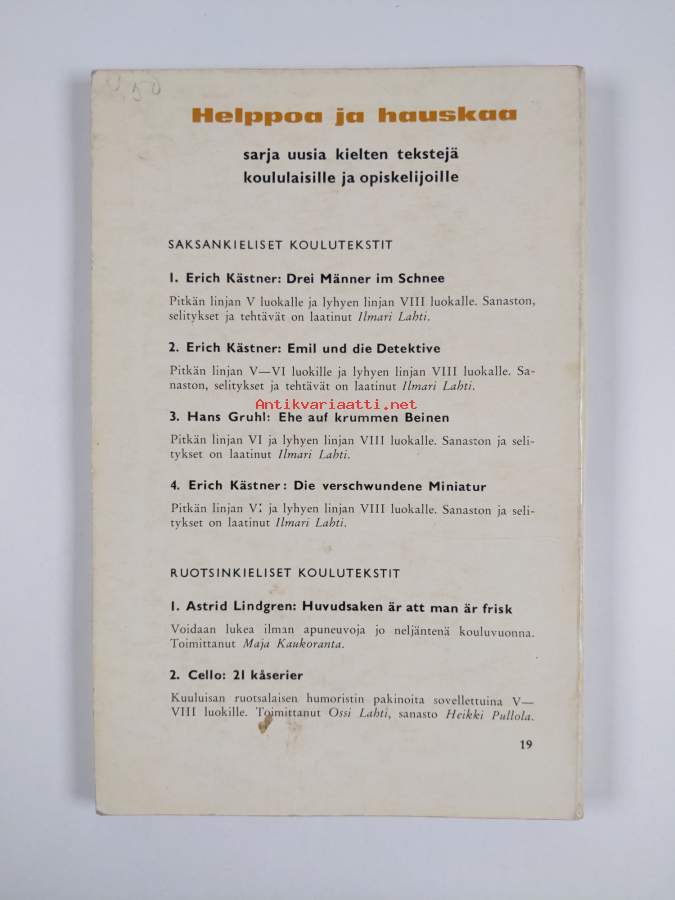 4,50
Helppoa ja hauskaa
sarja uusia kielten tekstejä
koululaisille ja opiskelijoille
SAKSANKIELISET KOULUTEKSTIT
1. Erich Kästner: Drei Männer im Schnee
Pitkän linjan V luokalle ja lyhyen linjan VIII luokalle. Sanaston,
selitykset ja tehtävät on laatinut Ilmari Lahti.
2. Erich Kästner: Emil und die Detektive
Pitkän linjan V—VI luokille ja lyhyen linjan VIII luokalle. Sa-
naston, selitykset ja tehtävät on laatinut Ilmari Lahti.
Antikvariaatti.net
3. Hans Gruhl: Ehe auf krummen Beinen
Pitkän linjan VI ja lyhyen linjan VIII luokalle. Sanaston ja seli-
tykset on laatinut Ilmari Lahti.
4. Erich Kästner: Die verschwundene Miniatur
Pitkän linjan V: ja lyhyen linjan VIII luokalle. Sanaston ja seli-
tykset on laatinut Ilmari Lahti.
RUOTSINKIELISET KOULUTEKSTIT
1. Astrid Lindgren: Huvudsaken är att man är frisk
Voidaan lukea ilman apuneuvoja jo neljäntenä kouluvuonna.
Toimittanut Maja Kaukoranta.
2. Cello: 21 kåserier
Kuuluisan ruotsalaisen humoristin pakinoita sovellettuina V—
VIII luokille. Toimittanut Ossi Lahti, sanasto Heikki Pullola.
19